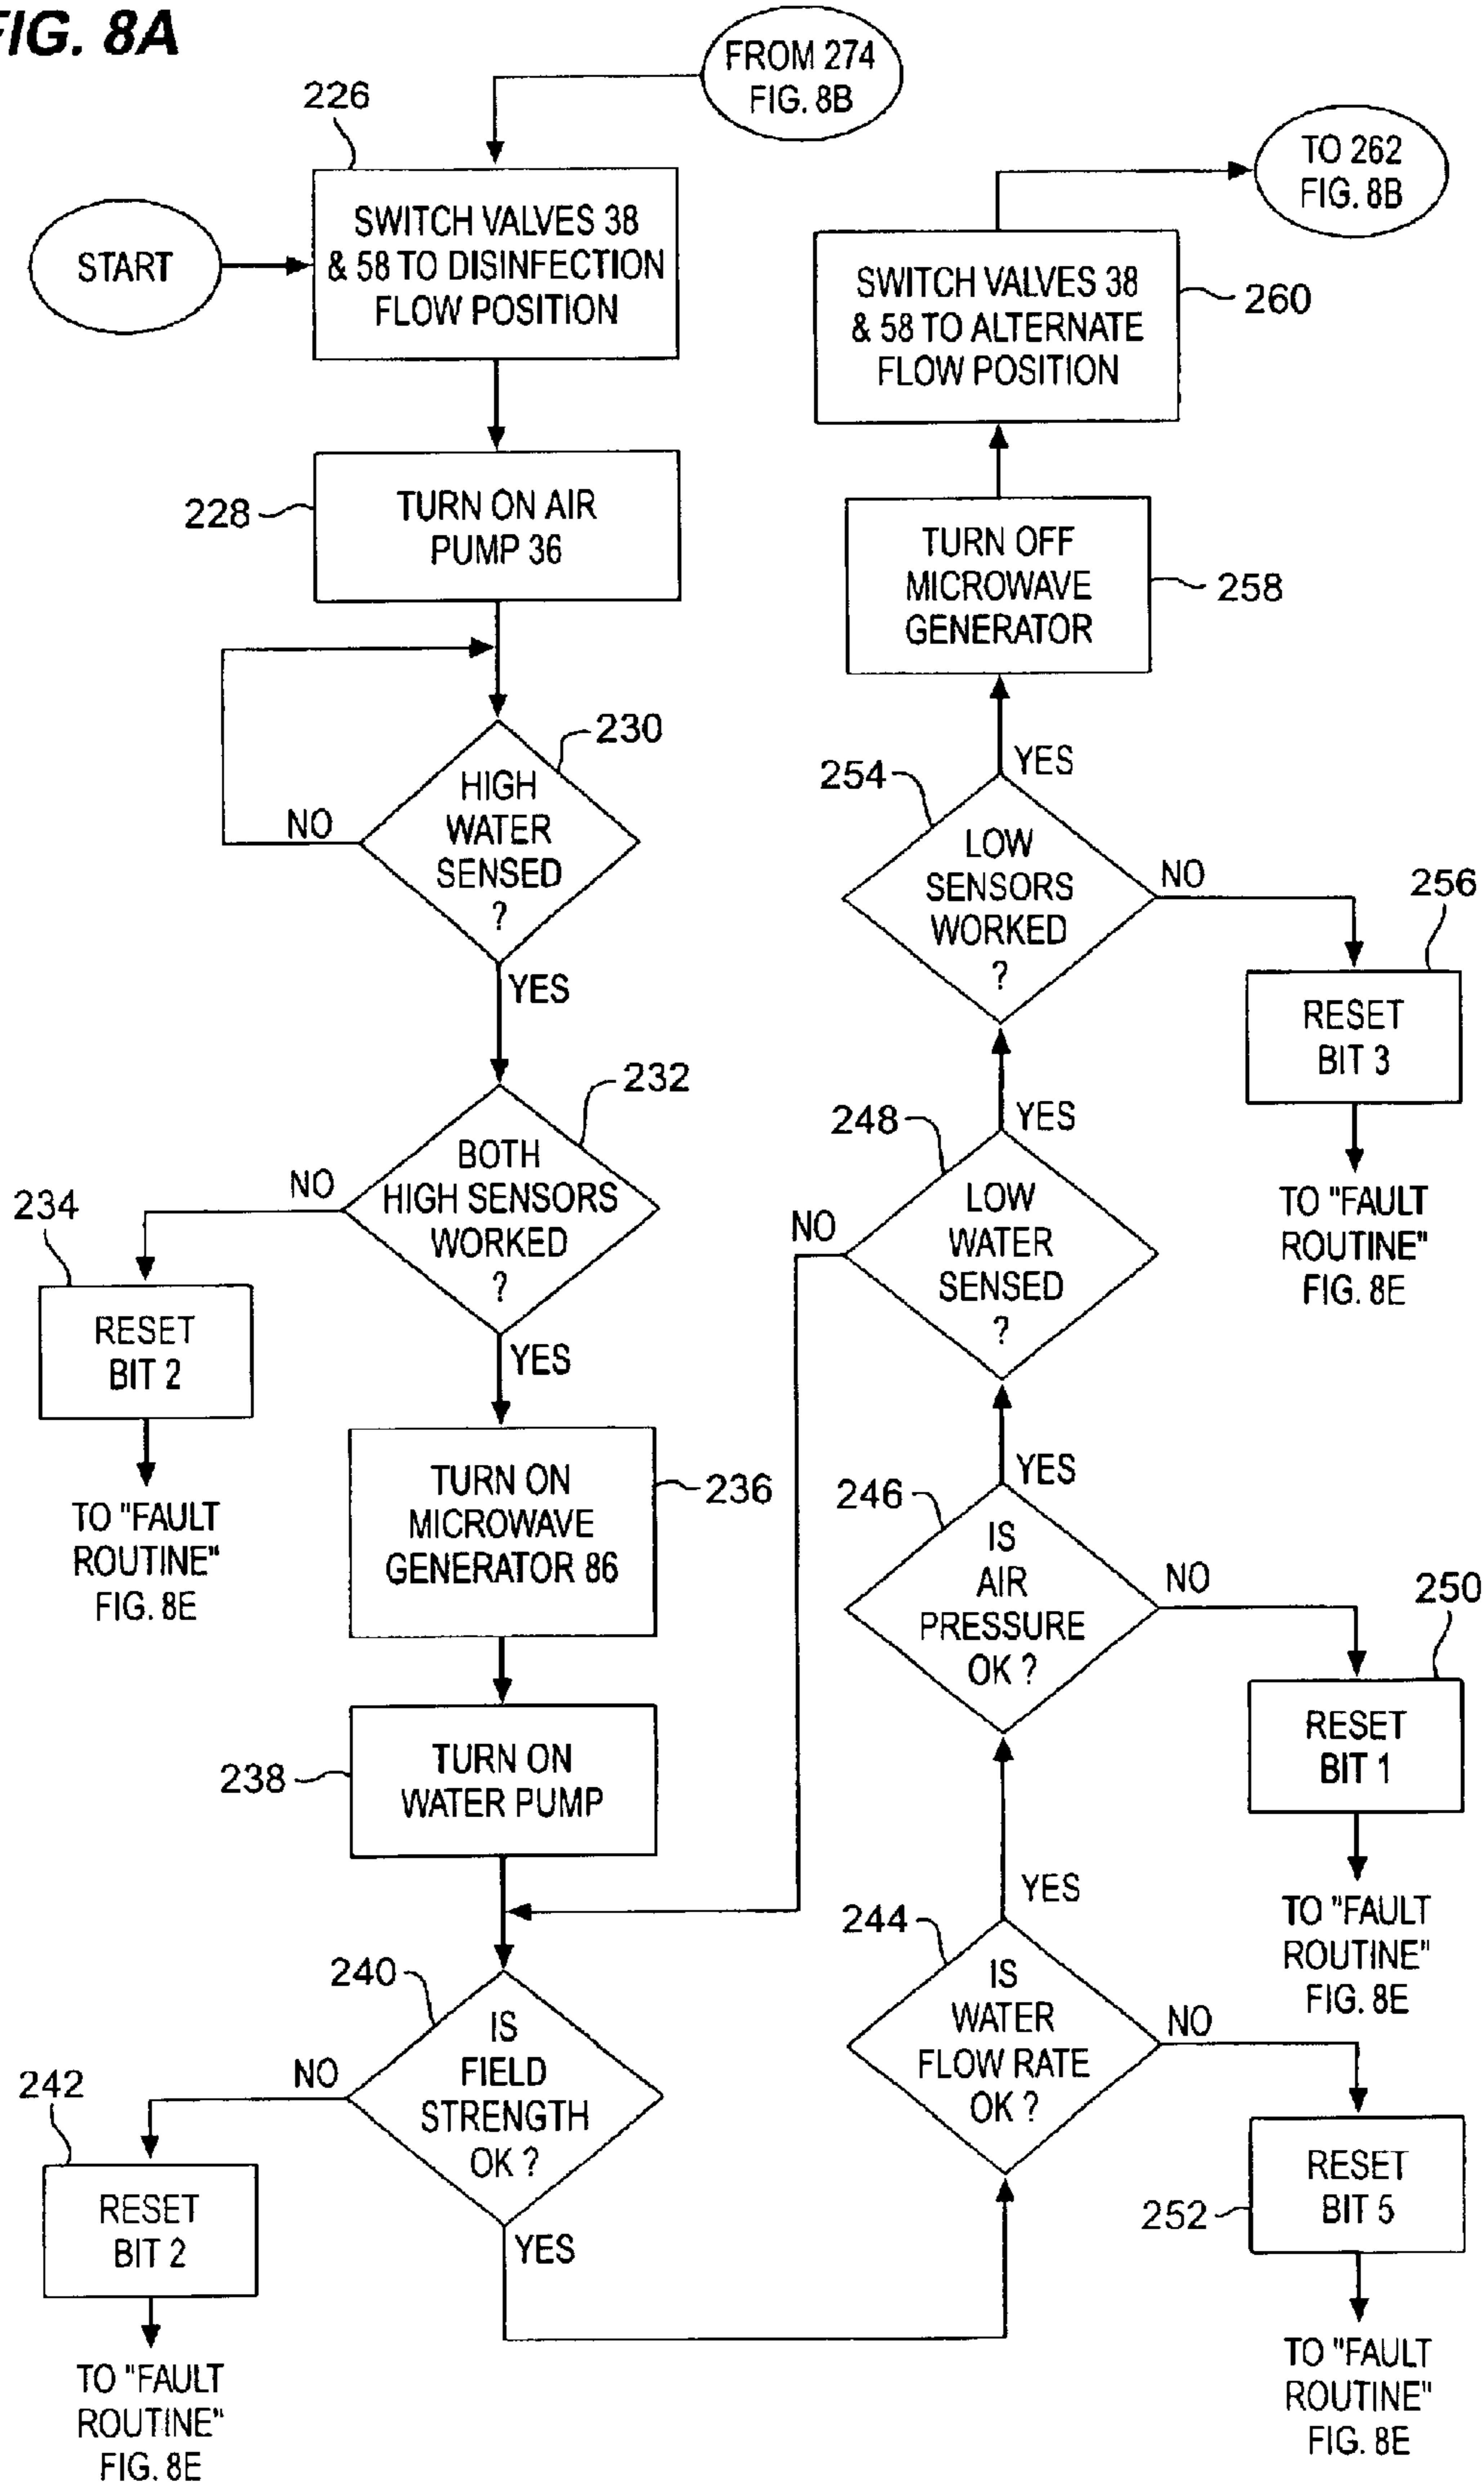 FIG. 8A
FROM 274
FIG. 8B
226
START
SWITCH VALVES 38
& 58 TO DISINFECTION
FLOW POSITION
228
TURN ON AIR
PUMP 36
230
HIGH
WATER
SENSED
?
NO
YES
232
BOTH
HIGH SENSORS
WORKED
?
NO
234
RESET
BIT 2
TO "FAULT
ROUTINE"
FIG. 8E
YES
TURN ON
MICROWAVE
GENERATOR 86
236
238
TURN ON
WATER PUMP
240
IS
FIELD
STRENGTH
OK ?
NO
242
RESET
BIT 2
TO "FAULT
ROUTINE"
FIG. 8E
YES
TO 262
FIG. 8B
SWITCH VALVES 38
& 58 TO ALTERNATE
FLOW POSITION
260
TURN OFF
MICROWAVE
GENERATOR
258
YES
254
LOW
SENSORS
WORKED
?
NO
256
RESET
BIT 3
TO "FAULT
ROUTINE"
FIG. 8E
YES
248
LOW
WATER
SENSED
?
NO
YES
246
IS
AIR
PRESSURE
OK ?
NO
250
RESET
BIT 1
TO "FAULT
ROUTINE"
FIG. 8E
YES
244
IS
WATER
FLOW RATE
OK ?
NO
252
RESET
BIT 5
TO "FAULT
ROUTINE"
FIG. 8E